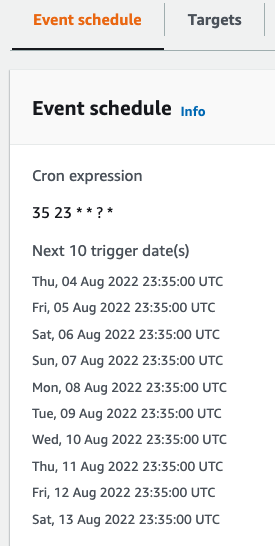 Event schedule
Targets
Event schedule Info
Cron expression
35 23 * * ? *
Next 10 trigger date(s)
Thu, 04 Aug 2022 23:35:00 UTC
Fri, 05 Aug 2022 23:35:00 UTC
Sat, 06 Aug 2022 23:35:00 UTC
Sun, 07 Aug 2022 23:35:00 UTC
Mon, 08 Aug 2022 23:35:00 UTC
Tue, 09 Aug 2022 23:35:00 UTC
Wed, 10 Aug 2022 23:35:00 UTC
Thu, 11 Aug 2022 23:35:00 UTC
Fri, 12 Aug 2022 23:35:00 UTC
Sat, 13 Aug 2022 23:35:00 UTC